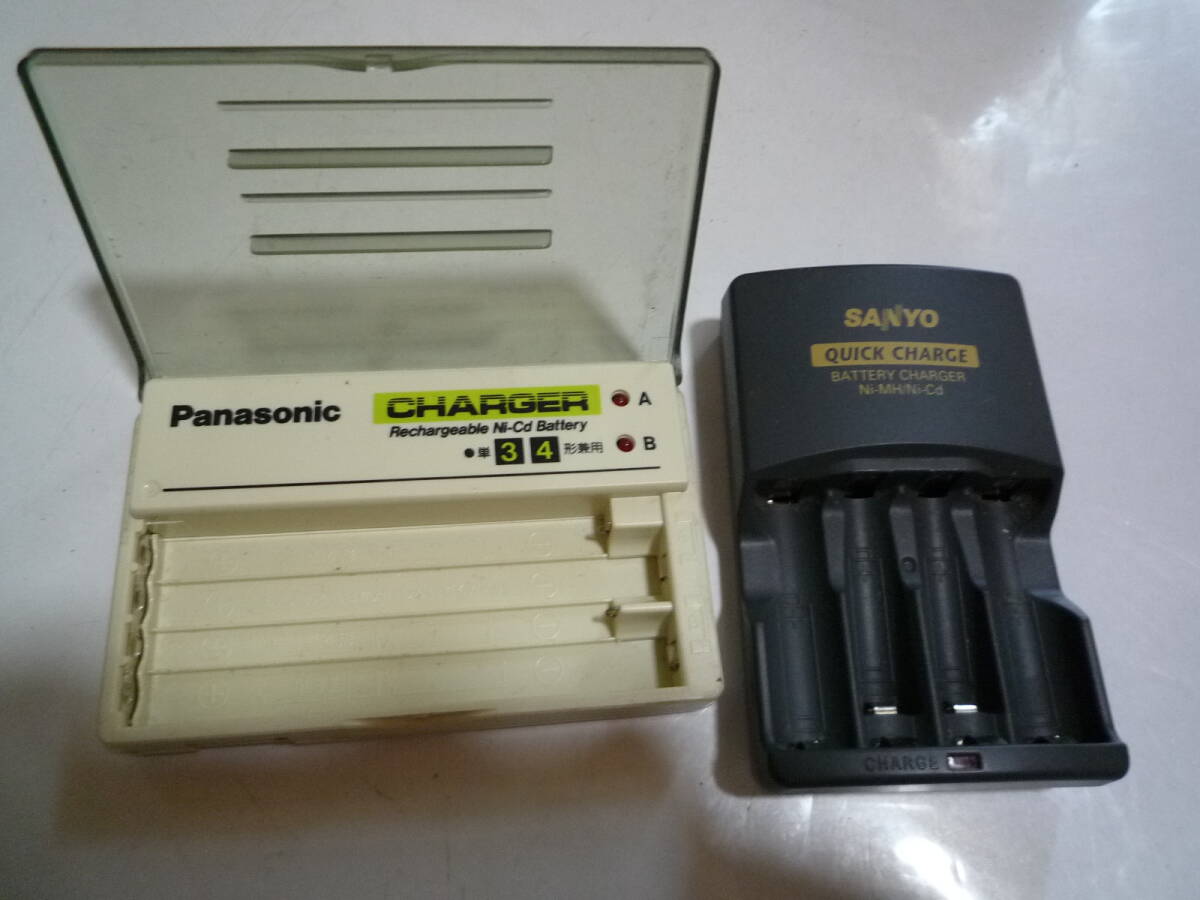 Panasonic
CHARGER
Rechargeable Ni-Cd Battery
●単 3 4 形兼用
A
B
SANYO
QUICK CHARGE
BATTERY CHARGER
Ni-MH/Ni-Cd
CHARGE